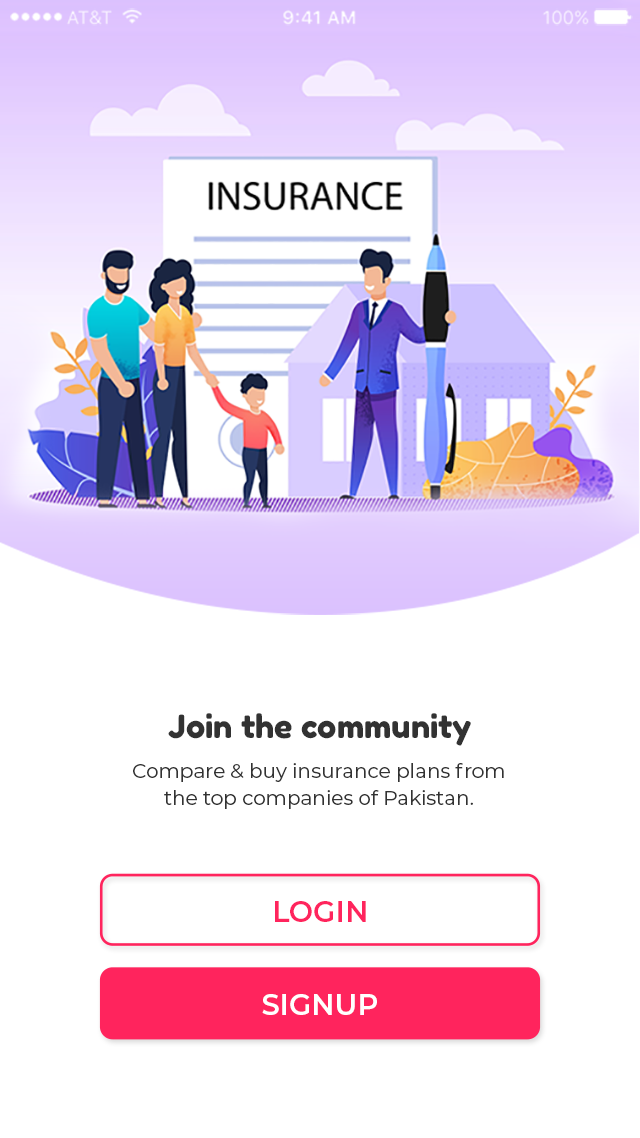 AT&T 9:41 AM 100%
INSURANCE
Join the community
Compare & buy insurance plans from
the top companies of Pakistan.
LOGIN
SIGNUP